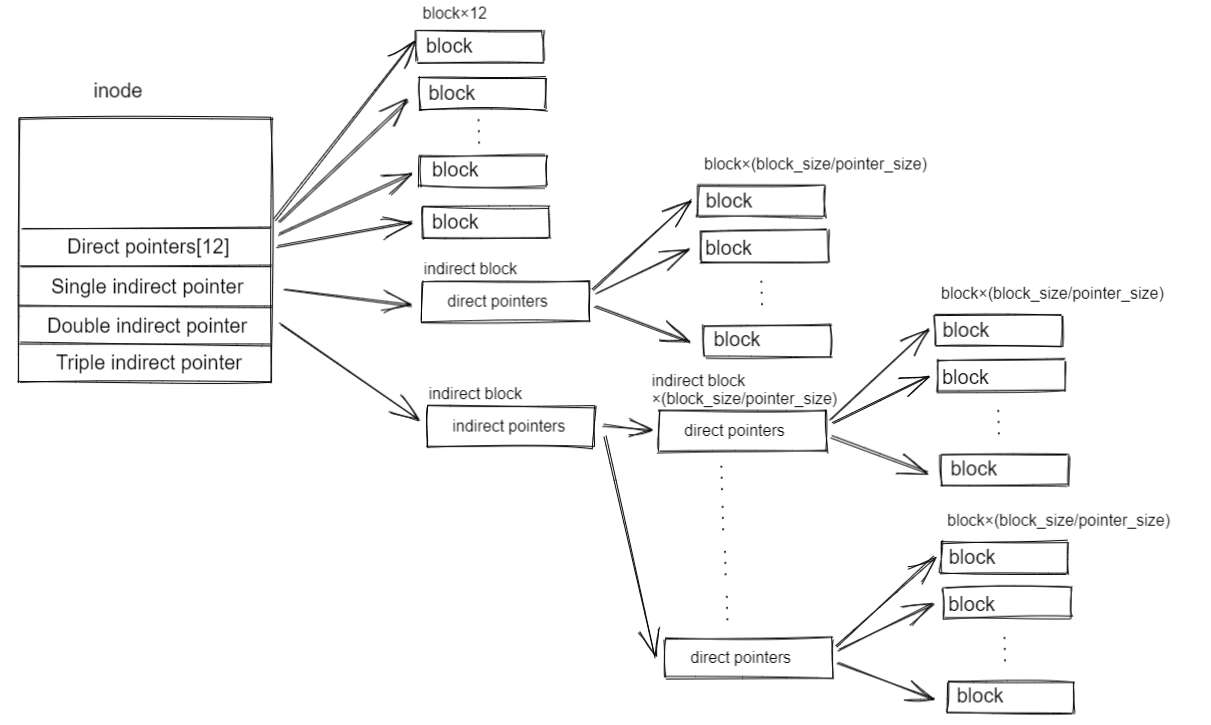 inode
Direct pointers[12]
Single indirect pointer
Double indirect pointer
Triple indirect pointer
block×12
block
block
block
block
indirect block
direct pointers
block×(block_size/pointer_size)
block
block
block
indirect block
indirect pointers
indirect block
×(block_size/pointer_size)
direct pointers
block×(block_size/pointer_size)
block
block
block
direct pointers
block×(block_size/pointer_size)
block
block
block